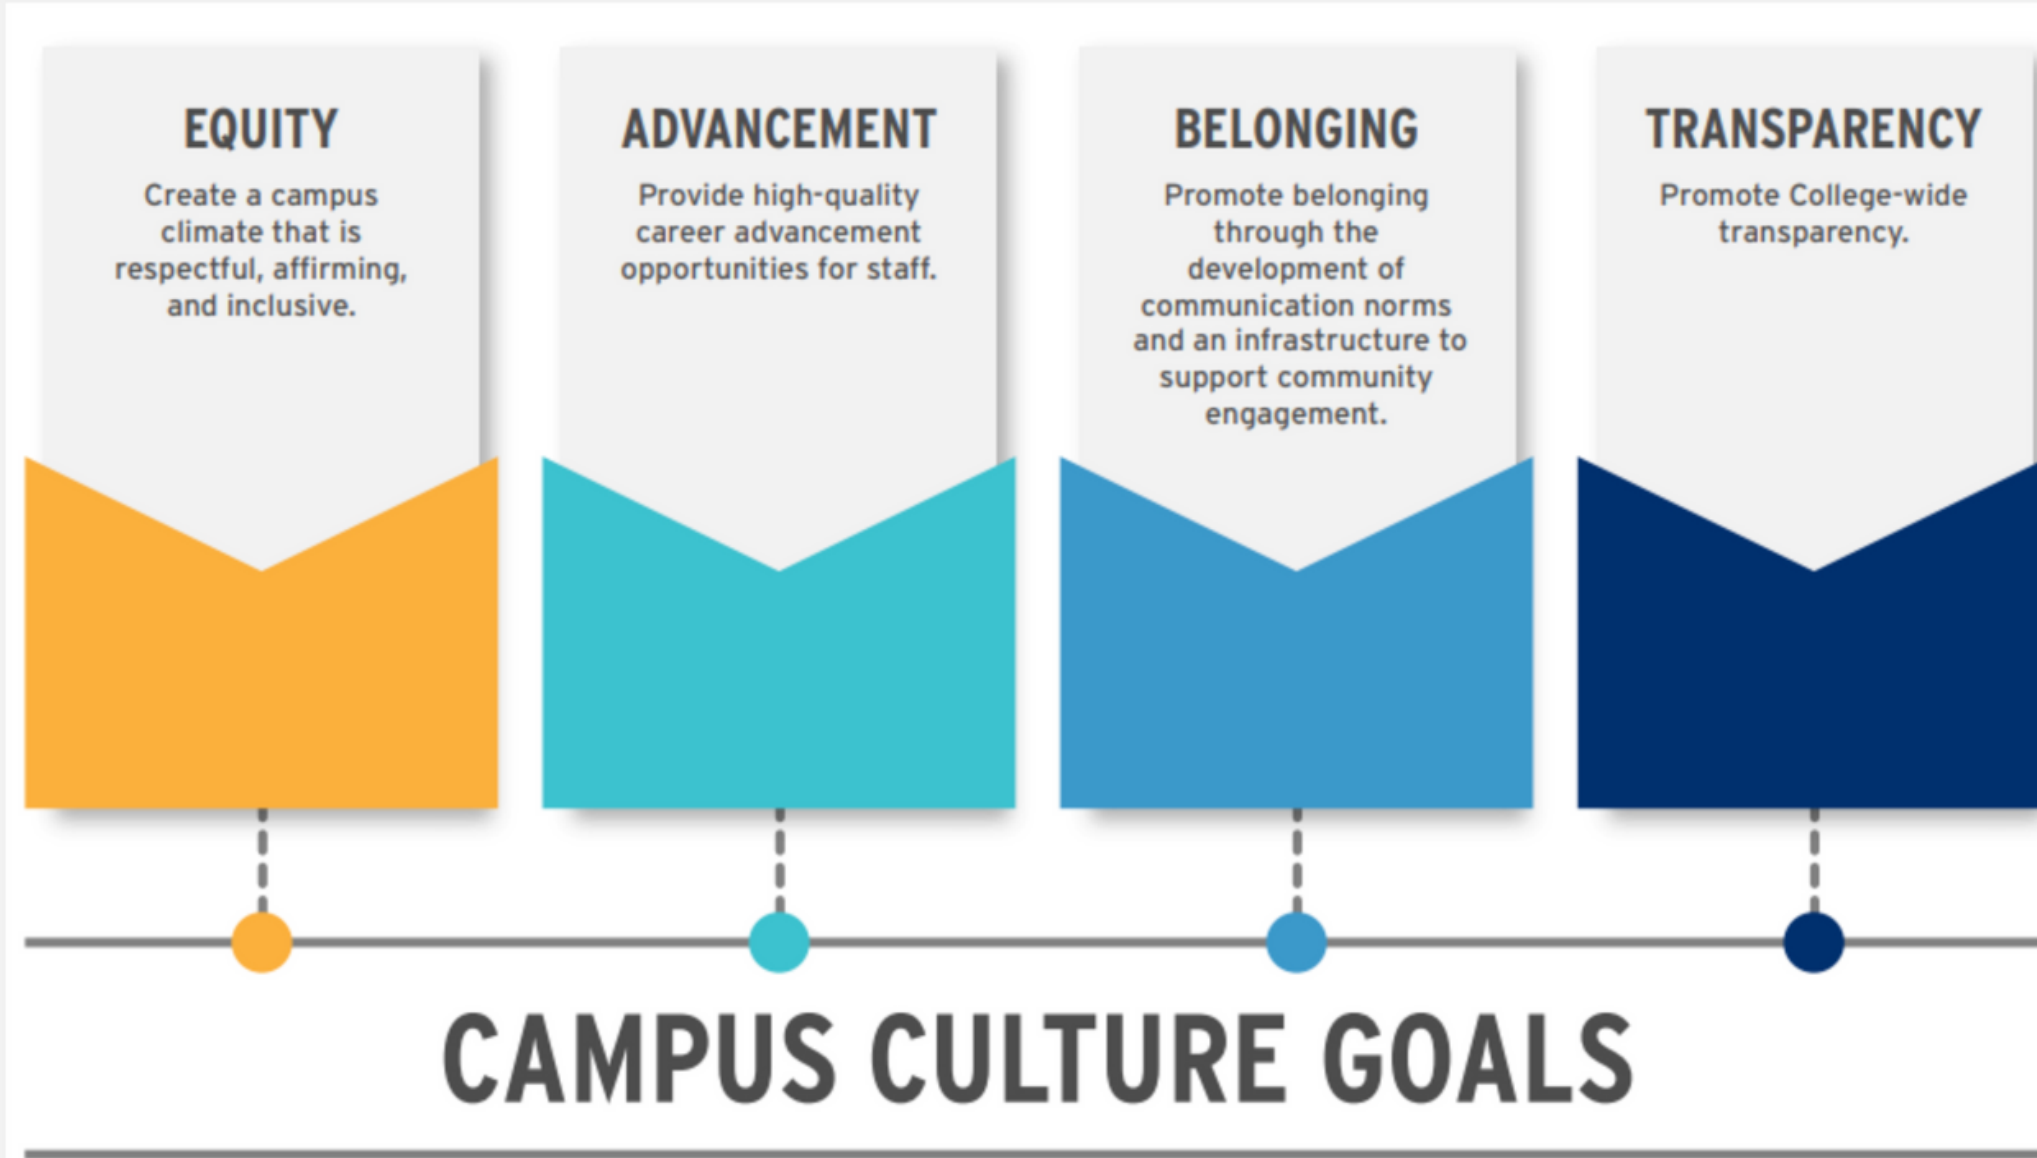 EQUITY
Create a campus
climate that is
respectful, affirming,
and inclusive.
ADVANCEMENT
Provide high-quality
career advancement
opportunities for staff.
BELONGING
Promote belonging
through the
development of
communication norms
and an infrastructure to
support community
engagement.
TRANSPARENCY
Promote College-wide
transparency.
CAMPUS CULTURE GOALS